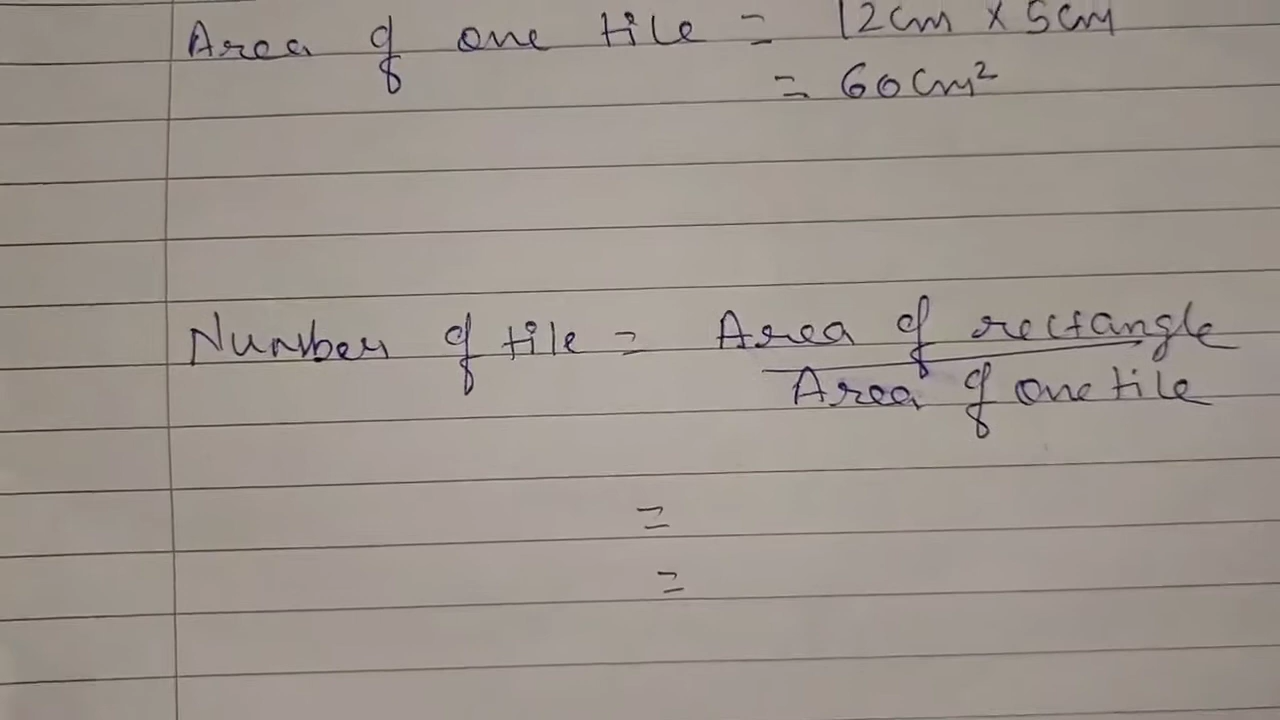 Area of one tile = 12cm × 5cm
= 60cm²
Number of tile = Area of rectangle
Area of one tile
=
=